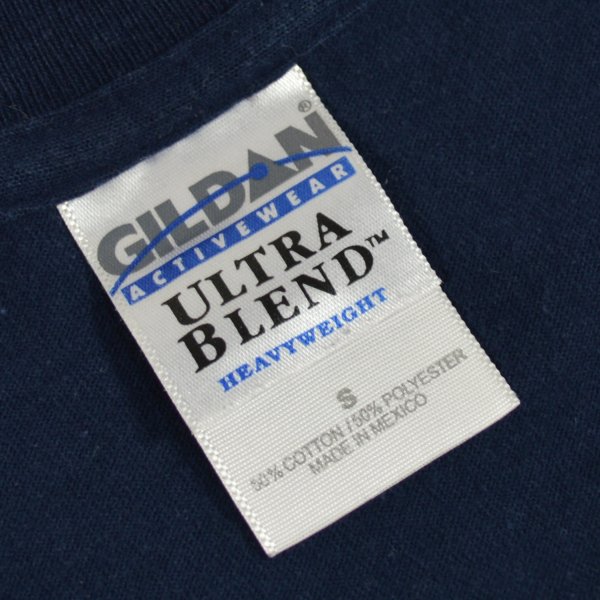 GILDAN®
ACTIVEWEAR
ULTRA
BLEND™
HEAVYWEIGHT
S
50% COTTON / 50% POLYESTER
MADE IN MEXICO